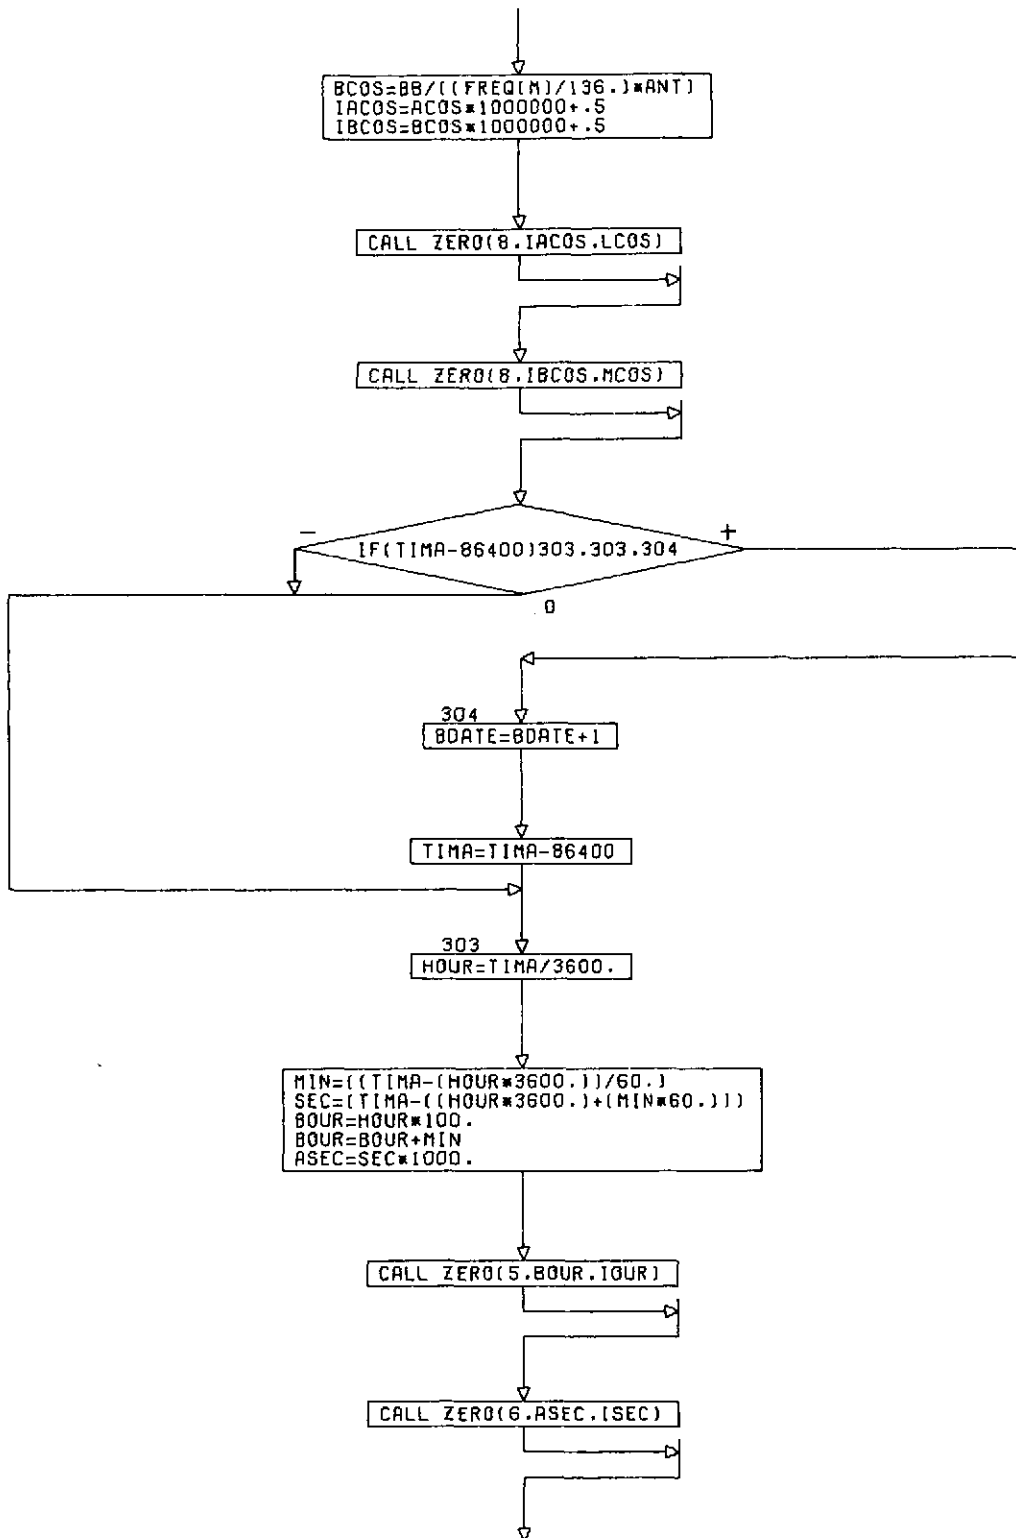 BCOS=BB/((FREQ(M)/136.)*ANT)
IACOS=ACOS*1000000+.5
IBCOS=BCOS*1000000+.5
CALL ZERO(8.IACOS.LCOS)
CALL ZERO(8.IBCOS.MCOS)
-
+
IF(TIMA-86400)303.303.304
0
304
BDATE=BDATE+1
TIMA=TIMA-86400
303
HOUR=TIMA/3600.
MIN=((TIMA-(HOUR*3600.))/60.)
SEC=(TIMA-((HOUR*3600.)+(MIN*60.)))
BOUR=HOUR*100.
BOUR=BOUR+MIN
ASEC=SEC*1000.
CALL ZERO(5.BOUR.IOUR)
CALL ZERO(6.ASEC.ISEC)